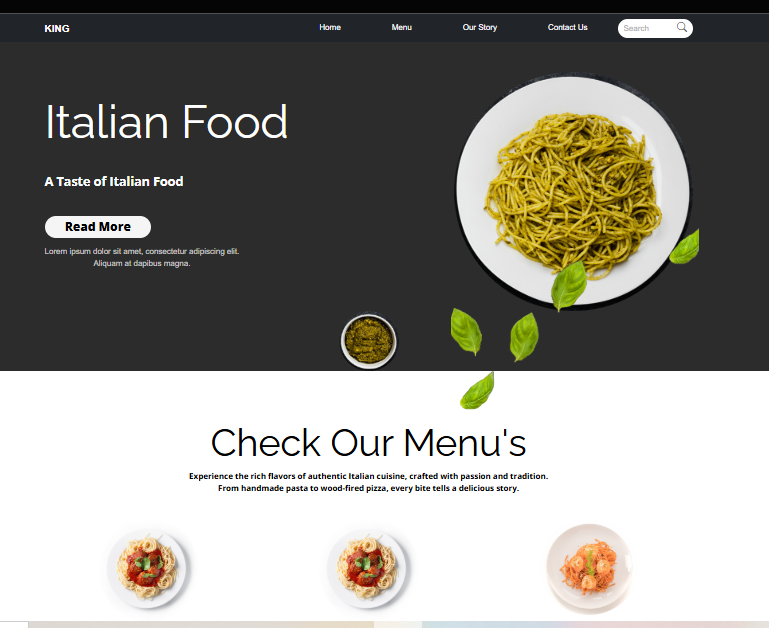 KING
Home
Menu
Our Story
Contact Us
Search
Italian Food
A Taste of Italian Food
Read More
Lorem ipsum dolor sit amet, consectetur adipiscing elit.
Aliquam at dapibus magna.
Check Our Menu's
Experience the rich flavors of authentic Italian cuisine, crafted with passion and tradition.
From handmade pasta to wood-fired pizza, every bite tells a delicious story.